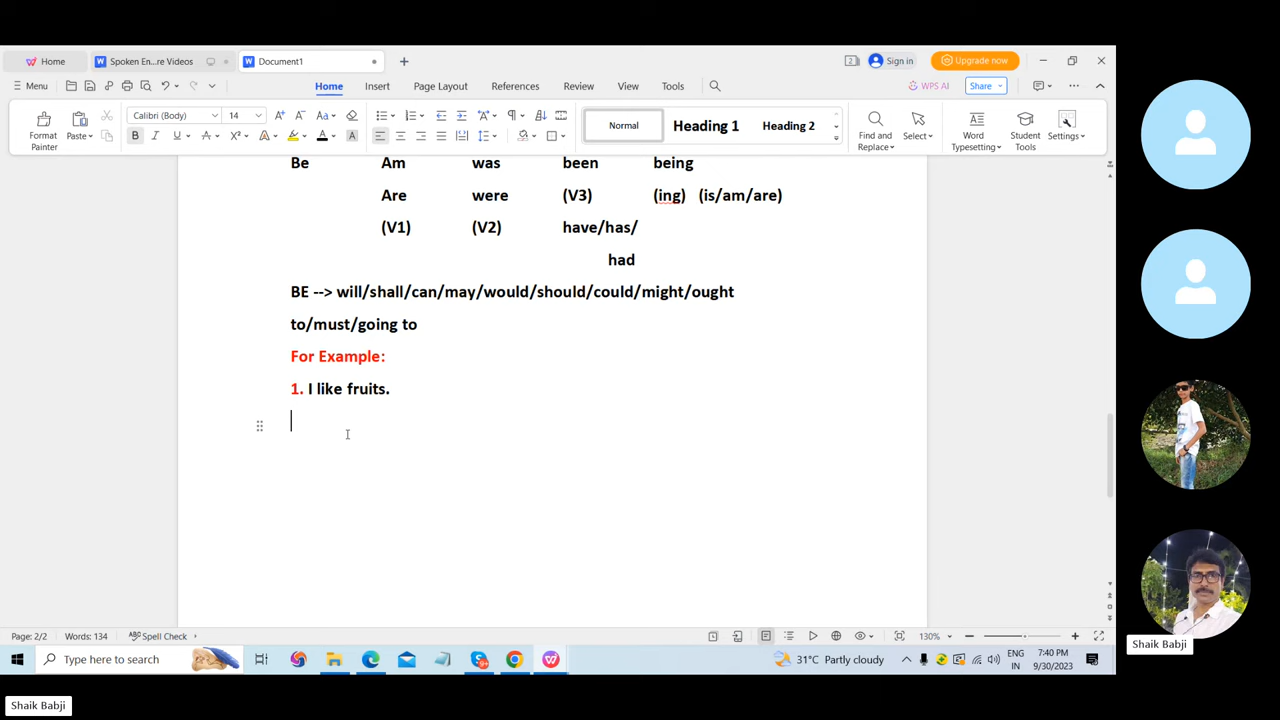 Home
Spoken En...re Videos
Document1
Sign in
Upgrade now
Menu
Home
Insert
Page Layout
References
Review
View
Tools
WPS AI
Share
Format Painter
Paste
Calibri (Body)
14
Normal
Heading 1
Heading 2
Find and Replace
Select
Word Typesetting
Student Tools
Settings
Be Am was been being
Are were (V3) (ing) (is/am/are)
(V1) (V2) have/has/
had
BE --> will/shall/can/may/would/should/could/might/ought
to/must/going to
For Example:
1. I like fruits.
Page: 2/2 Words: 134 Spell Check 130%
Type here to search
31°C Partly cloudy
ENG IN
7:40 PM
9/30/2023
Shaik Babji
Shaik Babji